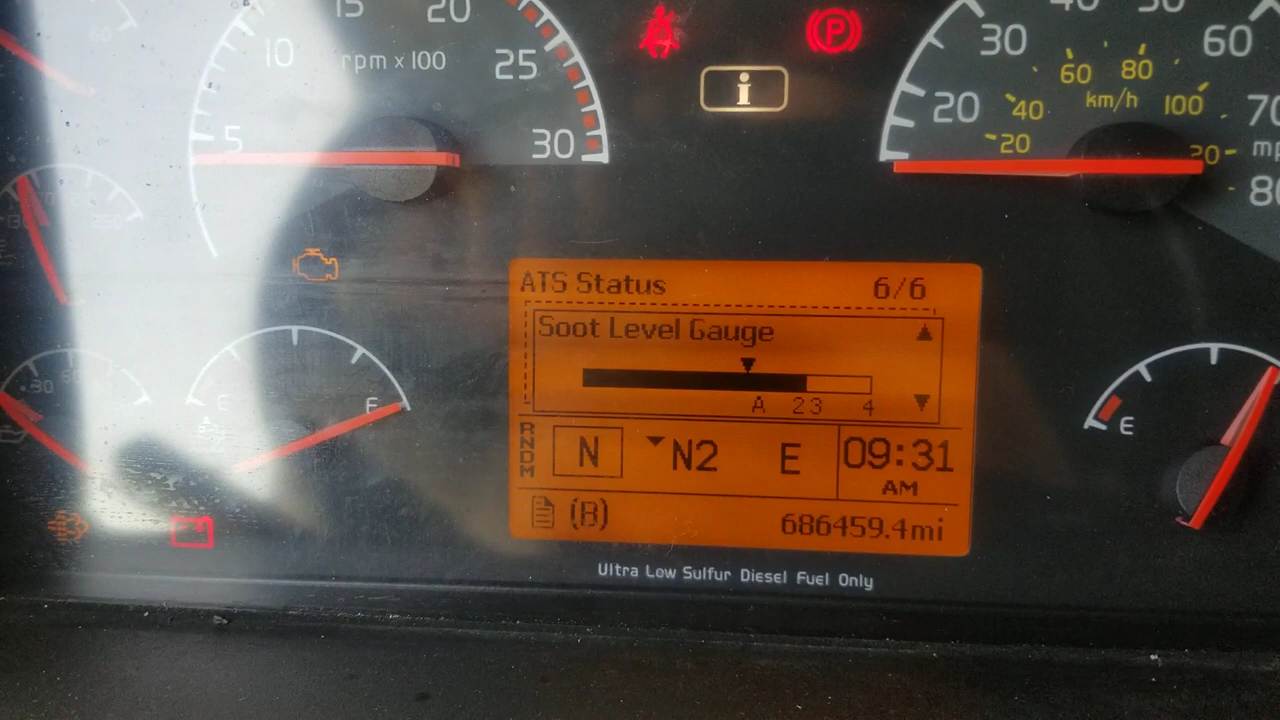 15 20
10 rpm x 100 25
5 30
P
i
30 40 50 60
20 70
60 80
40 km/h 100
20
80
E F
E
ATS Status 6/6
Soot Level Gauge
A 23 4
RNDM N N2 E 09:31
AM
(B) 686459.4mi
Ultra Low Sulfur Diesel Fuel Only